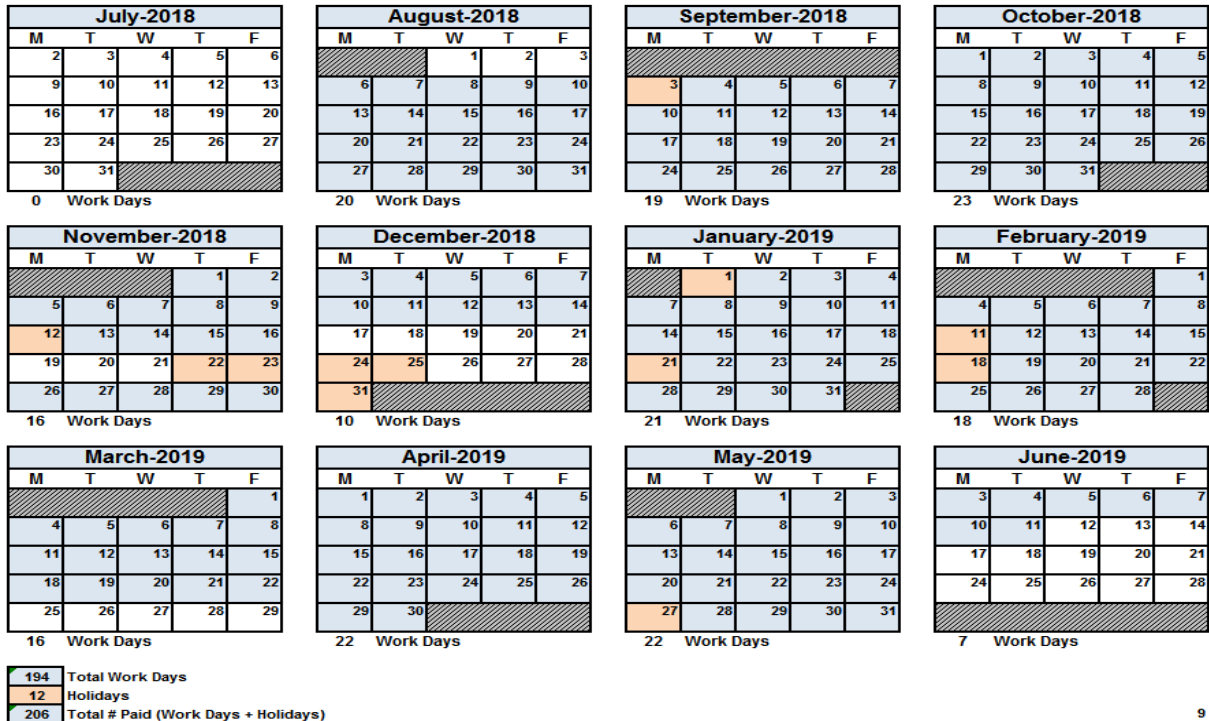 July-2018 August-2018 September-2018 October-2018
M T W T F M T W T F M T W T F M T W T F
2 3 4 5 6 1 2 3 1 2 3 4 5
9 10 11 12 13 6 7 8 9 10 3 4 5 6 7 8 9 10 11 12
16 17 18 19 20 13 14 15 16 17 10 11 12 13 14 15 16 17 18 19
23 24 25 26 27 20 21 22 23 24 17 18 19 20 21 22 23 24 25 26
30 31 27 28 29 30 31 24 25 26 27 28 29 30 31
0 Work Days 20 Work Days 19 Work Days 23 Work Days
November-2018 December-2018 January-2019 February-2019
M T W T F M T W T F M T W T F M T W T F
1 2 3 4 5 6 7 1 2 3 4 1
5 6 7 8 9 10 11 12 13 14 7 8 9 10 11 4 5 6 7 8
12 13 14 15 16 17 18 19 20 21 14 15 16 17 18 11 12 13 14 15
19 20 21 22 23 24 25 26 27 28 21 22 23 24 25 18 19 20 21 22
26 27 28 29 30 31 28 29 30 31 25 26 27 28
16 Work Days 10 Work Days 21 Work Days 18 Work Days
March-2019 April-2019 May-2019 June-2019
M T W T F M T W T F M T W T F M T W T F
1 1 2 3 4 5 1 2 3 3 4 5 6 7
4 5 6 7 8 8 9 10 11 12 6 7 8 9 10 10 11 12 13 14
11 12 13 14 15 15 16 17 18 19 13 14 15 16 17 17 18 19 20 21
18 19 20 21 22 22 23 24 25 26 20 21 22 23 24 24 25 26 27 28
25 26 27 28 29 29 30 27 28 29 30 31
16 Work Days 22 Work Days 22 Work Days 7 Work Days
194 Total Work Days
12 Holidays
206 Total # Paid (Work Days + Holidays) 9